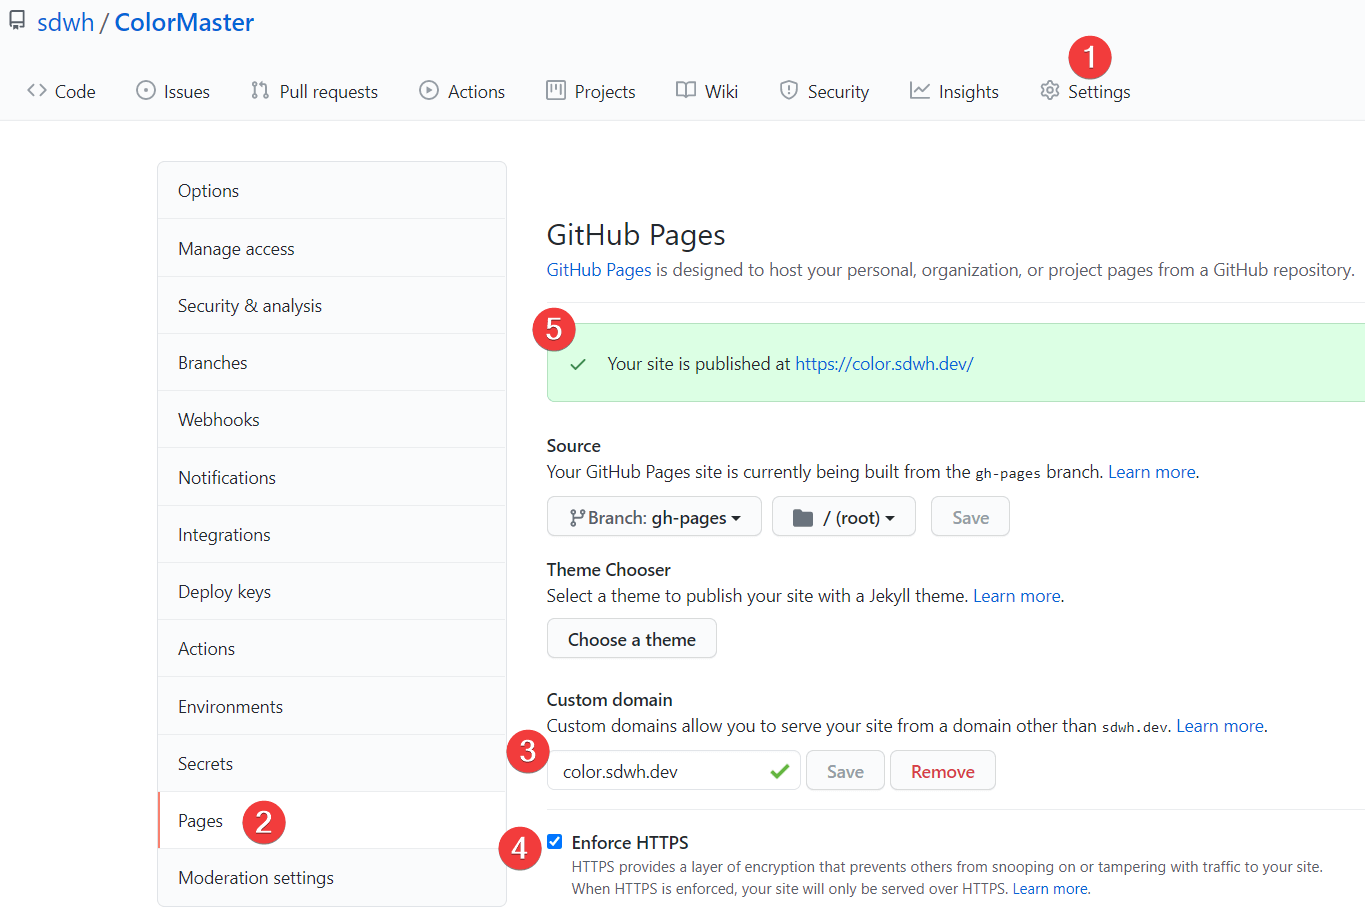 sdwh / ColorMaster
1
Code Issues Pull requests Actions Projects Wiki Security Insights Settings
Options
Manage access
Security & analysis
Branches
Webhooks
Notifications
Integrations
Deploy keys
Actions
Environments
Secrets
Pages 2
Moderation settings
GitHub Pages
GitHub Pages is designed to host your personal, organization, or project pages from a GitHub repository.
5
Your site is published at https://color.sdwh.dev/
Source
Your GitHub Pages site is currently being built from the gh-pages branch. Learn more.
Branch: gh-pages / (root) Save
Theme Chooser
Select a theme to publish your site with a Jekyll theme. Learn more.
Choose a theme
Custom domain
Custom domains allow you to serve your site from a domain other than sdwh.dev. Learn more.
3
color.sdwh.dev Save Remove
4 Enforce HTTPS
HTTPS provides a layer of encryption that prevents others from snooping on or tampering with traffic to your site.
When HTTPS is enforced, your site will only be served over HTTPS. Learn more.